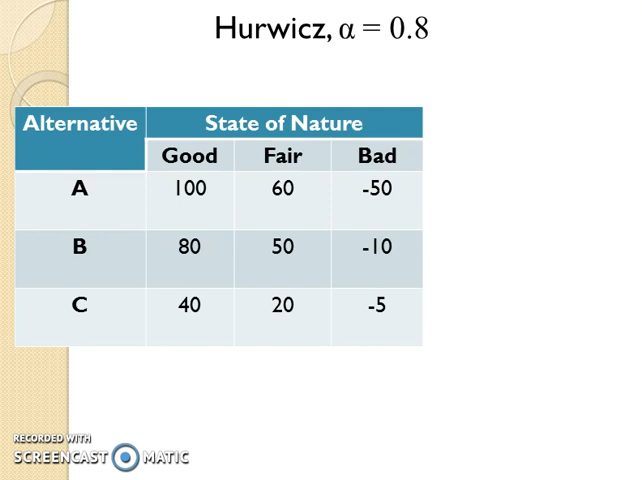 Hurwicz, α = 0.8
Alternative State of Nature
Good Fair Bad
A 100 60 -50
B 80 50 -10
C 40 20 -5
RECORDED WITH
SCREENCAST MATIC